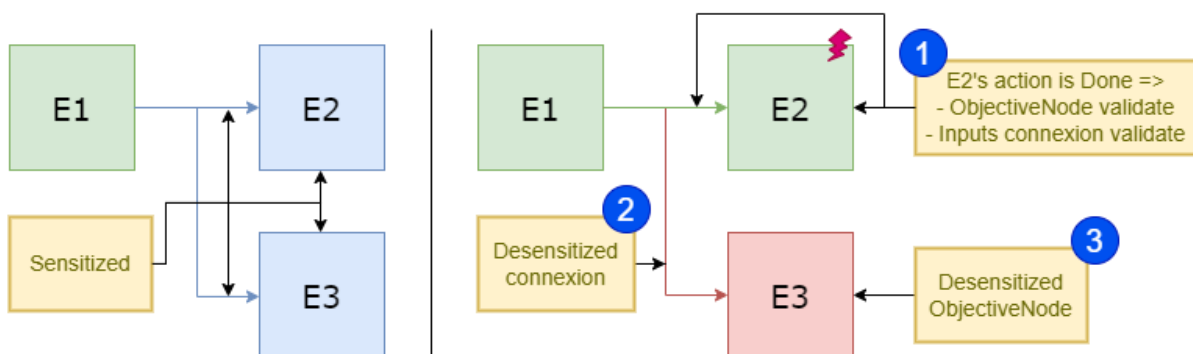 E1
E2
Sensitized
E3
E1
E2
1
E2's action is Done =>
- ObjectiveNode validate
- Inputs connexion validate
2
Desensitized
connexion
E3
3
Desensitized
ObjectiveNode